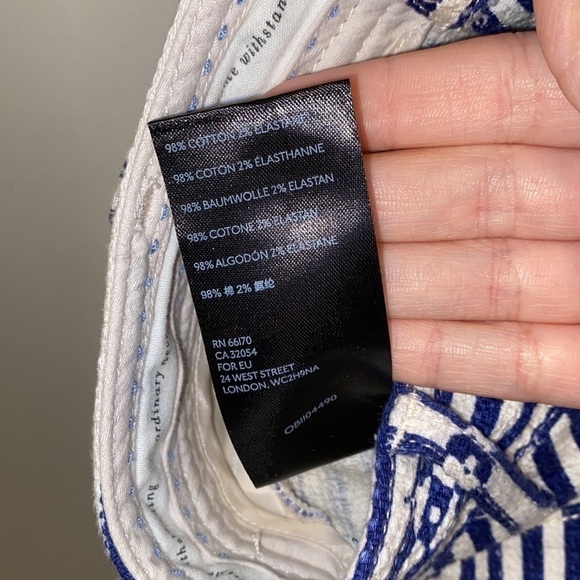 withstan
98% COTTON 2% ELASTANE
98% COTON 2% ÉLASTHANNE
98% BAUMWOLLE 2% ELASTAN
98% COTONE 2% ELASTAN
98% ALGODÓN 2% ELASTANE
98% 棉 2% 氨纶
RN 66170
CA 32054
FOR EU
24 WEST STREET
LONDON, WC2H9NA
OB1104490
ordinary